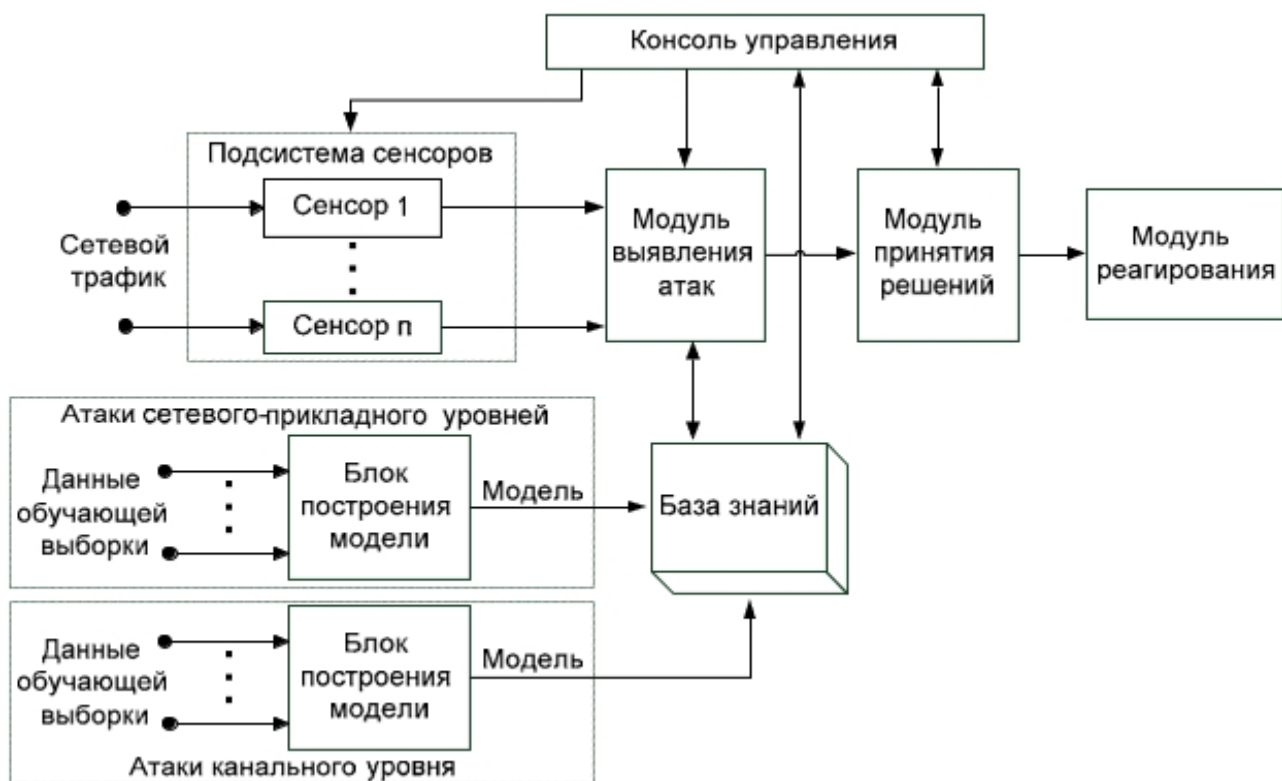 Консоль управления
Подсистема сенсоров
Сенсор 1
Сенсор n
Сетевой
трафик
Модуль
выявления
атак
Модуль
принятия
решений
Модуль
реагирования
Атаки сетевого-прикладного уровней
Данные
обучающей
выборки
Блок
построения
модели
Модель
База знаний
Данные
обучающей
выборки
Блок
построения
модели
Модель
Атаки канального уровня